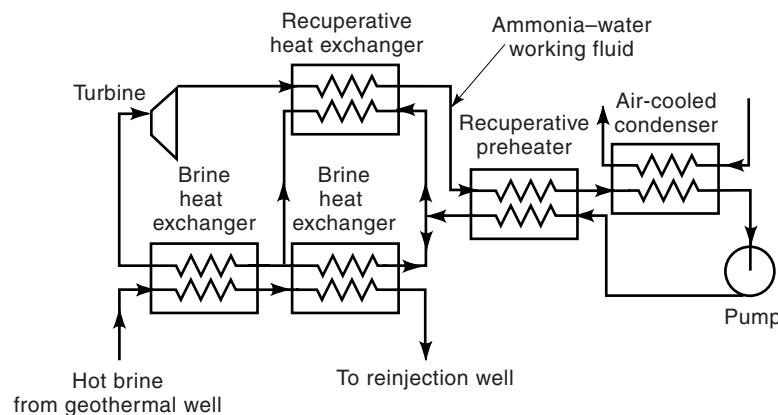 Recuperative
heat exchanger
Ammonia–water
working fluid
Turbine
Air-cooled
condenser
Recuperative
preheater
Brine
heat
exchanger
Brine
heat
exchanger
Pump
Hot brine
from geothermal well
To reinjection well